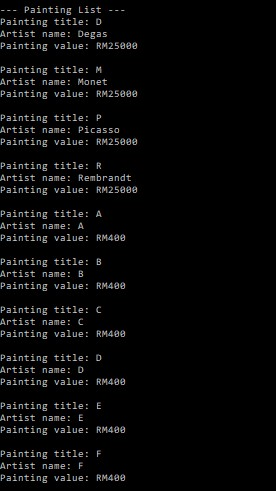 --- Painting List ---
Painting title: D
Artist name: Degas
Painting value: RM25000

Painting title: M
Artist name: Monet
Painting value: RM25000

Painting title: P
Artist name: Picasso
Painting value: RM25000

Painting title: R
Artist name: Rembrandt
Painting value: RM25000

Painting title: A
Artist name: A
Painting value: RM400

Painting title: B
Artist name: B
Painting value: RM400

Painting title: C
Artist name: C
Painting value: RM400

Painting title: D
Artist name: D
Painting value: RM400

Painting title: E
Artist name: E
Painting value: RM400

Painting title: F
Artist name: F
Painting value: RM400